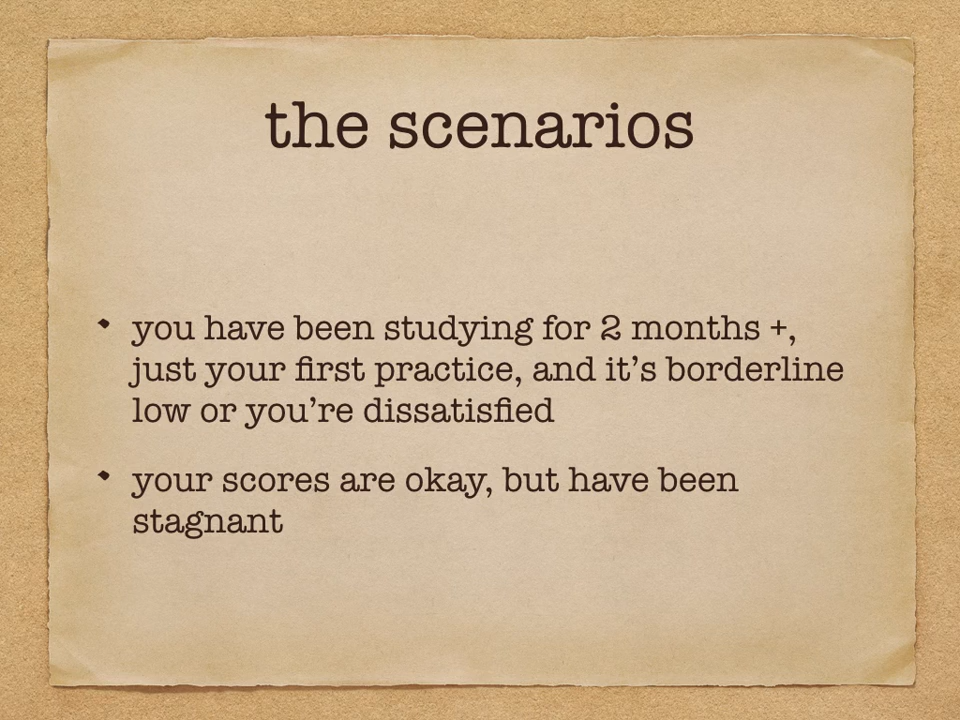 the scenarios
you have been studying for 2 months +,
just your first practice, and it’s borderline
low or you’re dissatisfied
your scores are okay, but have been
stagnant